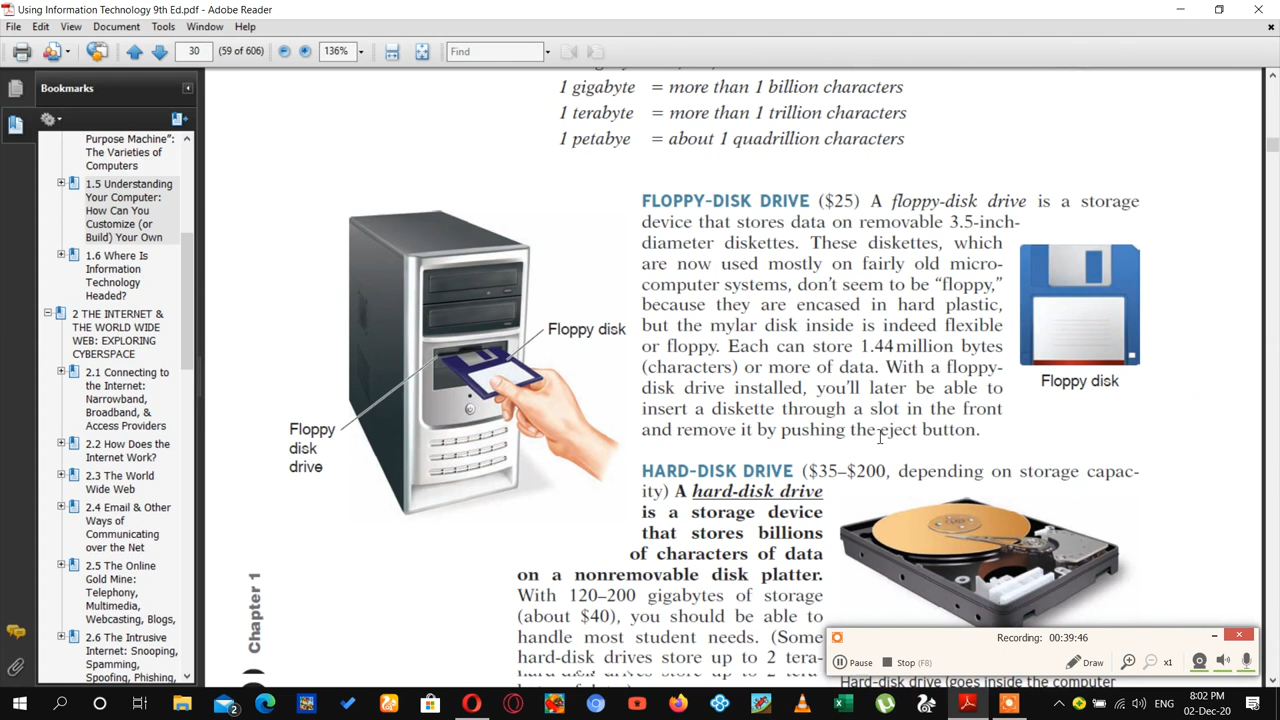 Using Information Technology 9th Ed.pdf - Adobe Reader
File Edit View Document Tools Window Help
30 (59 of 606) 136% Find
Bookmarks
Purpose Machine": The Varieties of Computers
1.5 Understanding
Your Computer:
How Can You
Customize (or
Build) Your Own
1.6 Where Is
Information
Technology
Headed?
2 THE INTERNET &
THE WORLD WIDE
WEB: EXPLORING
CYBERSPACE
2.1 Connecting to
the Internet:
Narrowband,
Broadband, &
Access Providers
2.2 How Does the
Internet Work?
2.3 The World
Wide Web
2.4 Email & Other
Ways of
Communicating
over the Net
2.5 The Online
Gold Mine:
Telephony,
Multimedia,
Webcasting, Blogs,
2.6 The Intrusive
Internet: Snooping,
Spamming,
Spoofing, Phishing,
1 gigabyte = more than 1 billion characters
1 terabyte = more than 1 trillion characters
1 petabye = about 1 quadrillion characters
Floppy disk
Floppy
disk
drive
FLOPPY-DISK DRIVE ($25) A floppy-disk drive is a storage
device that stores data on removable 3.5-inch-
diameter diskettes. These diskettes, which
are now used mostly on fairly old micro-
computer systems, don't seem to be "floppy,"
because they are encased in hard plastic,
but the mylar disk inside is indeed flexible
or floppy. Each can store 1.44 million bytes
(characters) or more of data. With a floppy-
disk drive installed, you'll later be able to
insert a diskette through a slot in the front
and remove it by pushing the eject button.
Floppy disk
HARD-DISK DRIVE ($35–$200, depending on storage capac-
ity) A hard-disk drive
is a storage device
that stores billions
of characters of data
on a nonremovable disk platter.
With 120–200 gigabytes of storage
(about $40), you should be able to
handle most student needs. (Some
hard-disk drives store up to 2 tera-
Hard-disk drive (goes inside the computer
Chapter 1
Recording: 00:39:46
Pause Stop (F8) Draw x1
2
ENG
8:02 PM
02-Dec-20